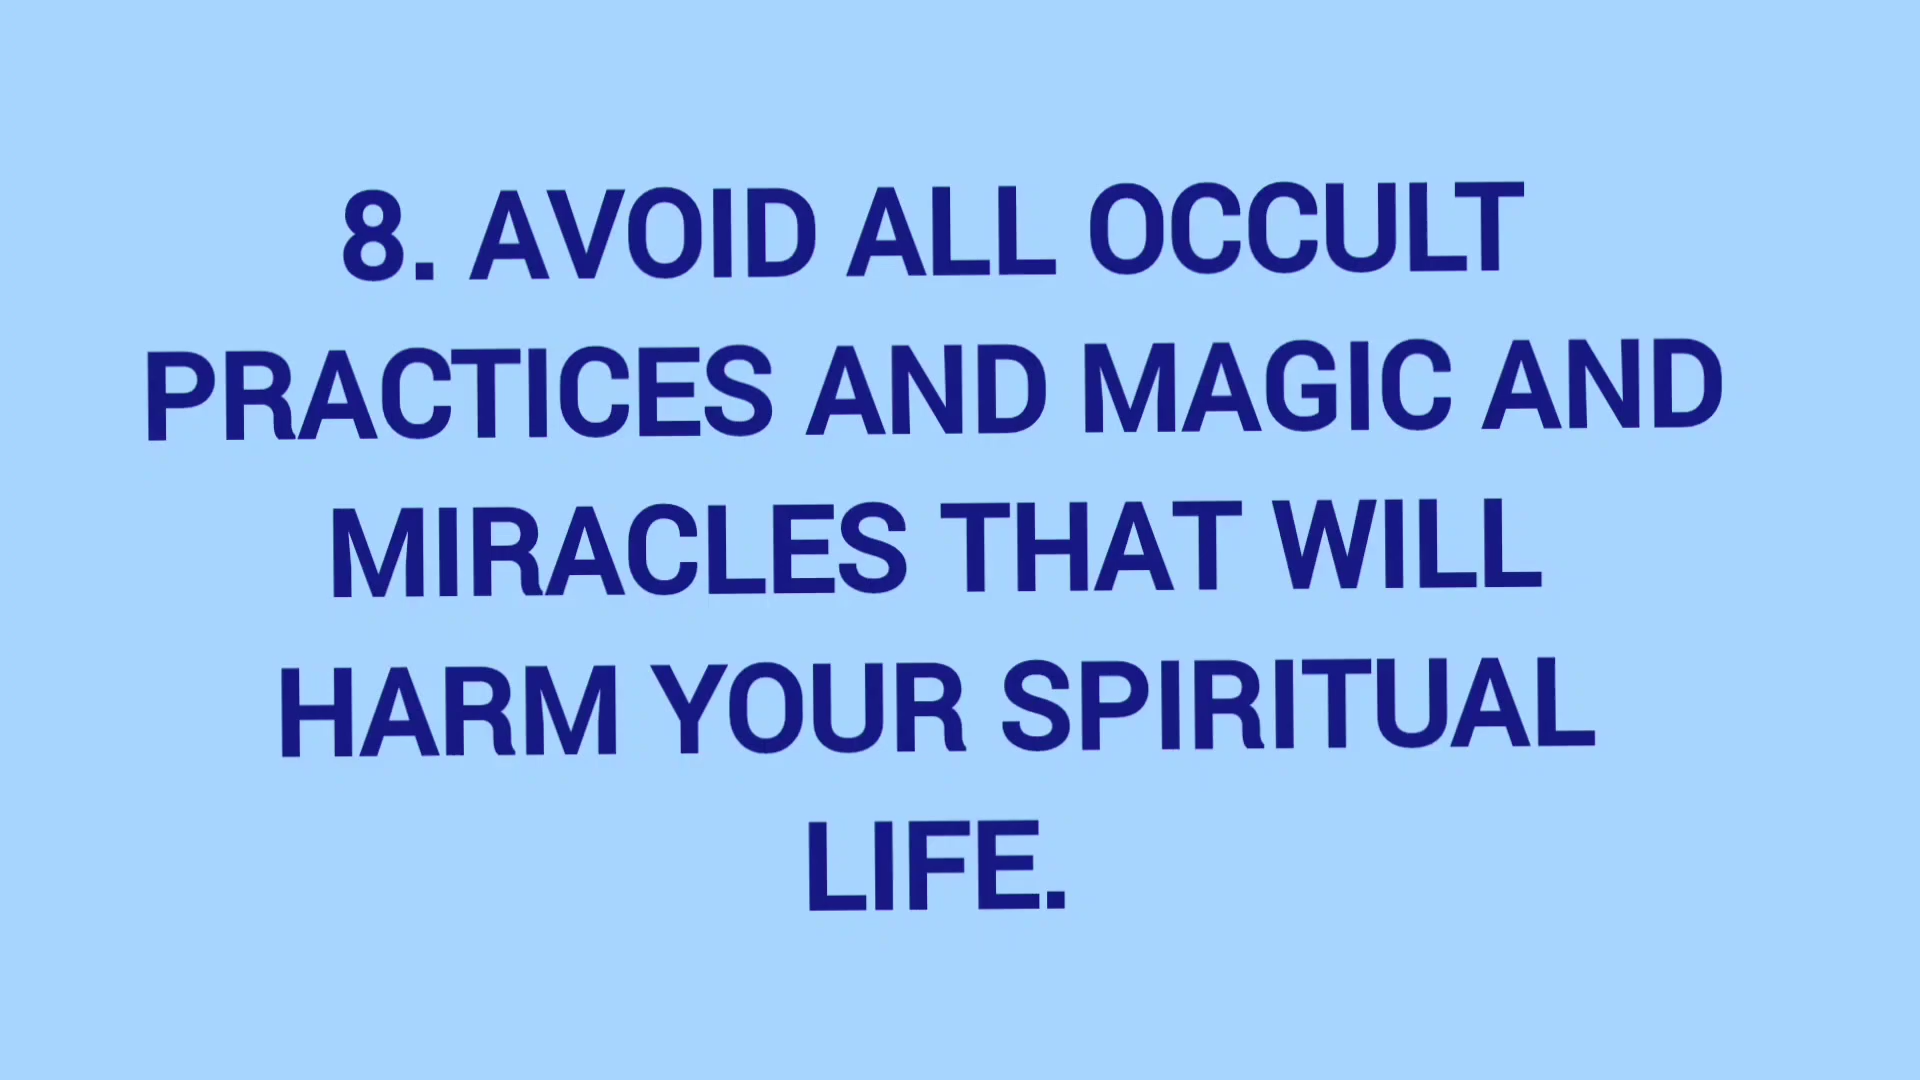 8. AVOID ALL OCCULT
PRACTICES AND MAGIC AND
MIRACLES THAT WILL
HARM YOUR SPIRITUAL
LIFE.